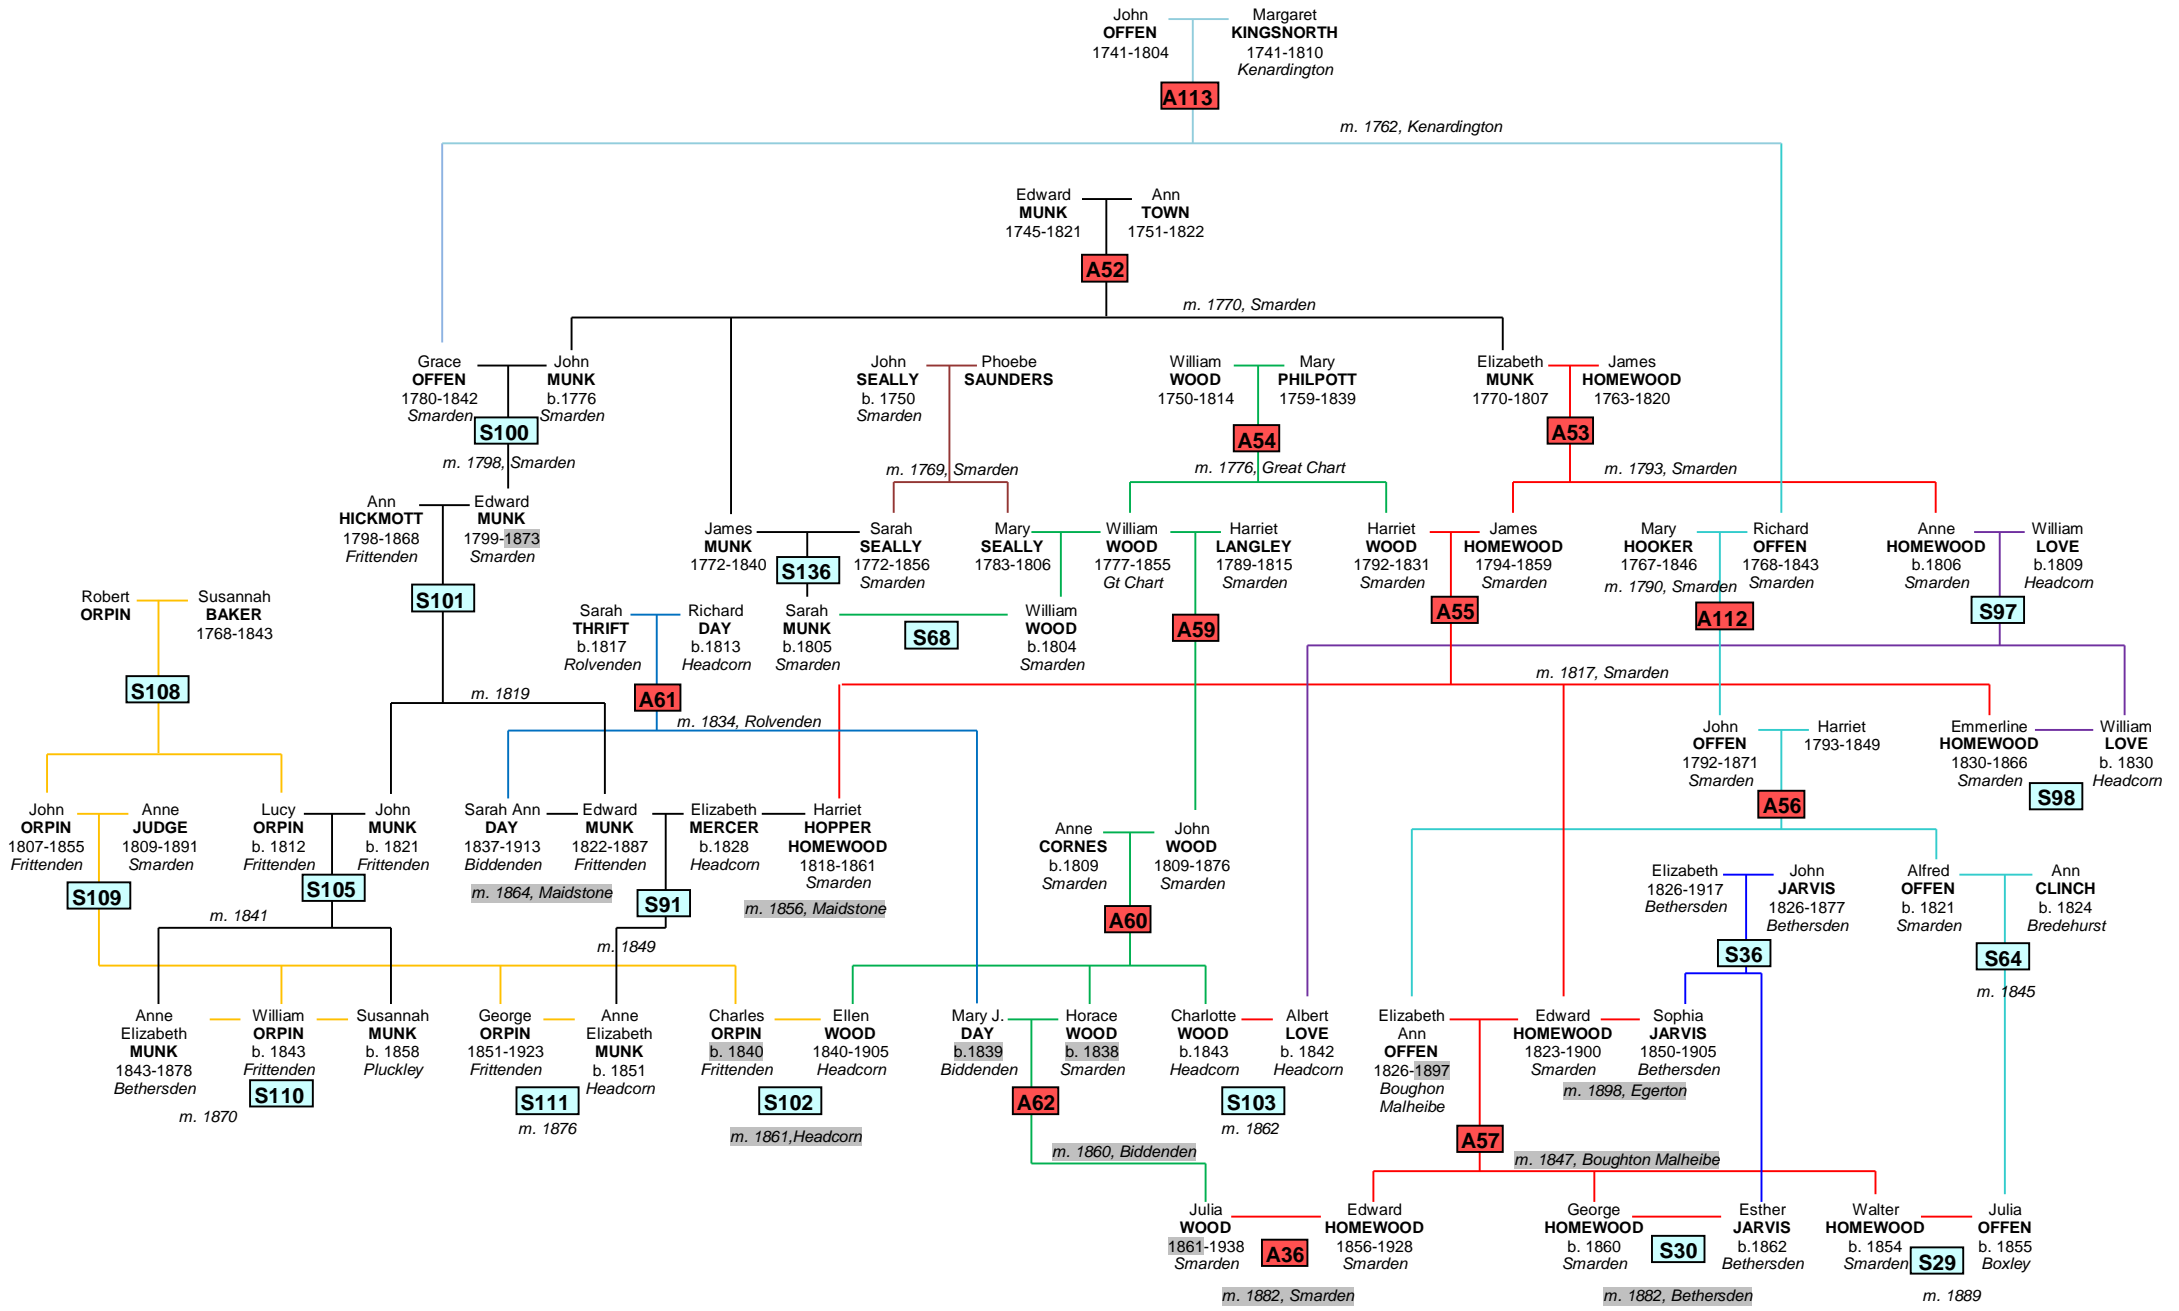 John
OFFEN
1741-1804
Margaret
KINGSNORTH
1741-1810
Kenardington
A113
m. 1762, Kenardington
Edward
MUNK
1745-1821
Ann
TOWN
1751-1822
A52
m. 1770, Smarden
Grace
OFFEN
1780-1842
Smarden
John
MUNK
b.1776
Smarden
S100
m. 1798, Smarden
John
SEALLY
b. 1750
Smarden
Phoebe
SAUNDERS
m. 1769, Smarden
William
WOOD
1750-1814
Mary
PHILPOTT
1759-1839
A54
m. 1776, Great Chart
Elizabeth
MUNK
1770-1807
James
HOMEWOOD
1763-1820
A53
m. 1793, Smarden
Ann
HICKMOTT
1798-1868
Frittenden
Edward
MUNK
1799-1873
Smarden
S101
m. 1819
James
MUNK
1772-1840
Sarah
SEALLY
1772-1856
Smarden
S136
Mary
SEALLY
1783-1806
William
WOOD
1777-1855
Gt Chart
Harriet
LANGLEY
1789-1815
Smarden
A59
Harriet
WOOD
1792-1831
Smarden
James
HOMEWOOD
1794-1859
Smarden
A55
m. 1817, Smarden
Mary
HOOKER
1767-1846
Richard
OFFEN
1768-1843
Smarden
m. 1790, Smarden
A112
Anne
HOMEWOOD
b.1806
Smarden
William
LOVE
b.1809
Headcorn
S97
Robert
ORPIN
Susannah
BAKER
1768-1843
S108
Sarah
THRIFT
b.1817
Rolvenden
Richard
DAY
b.1813
Headcorn
A61
m. 1834, Rolvenden
Sarah
MUNK
b.1805
Smarden
William
WOOD
b.1804
Smarden
S68
John
OFFEN
1792-1871
Smarden
Harriet
1793-1849
A56
Emmerline
HOMEWOOD
1830-1866
Smarden
William
LOVE
b. 1830
Headcorn
S98
John
ORPIN
1807-1855
Frittenden
Anne
JUDGE
1809-1891
Smarden
S109
Lucy
ORPIN
b. 1812
Frittenden
John
MUNK
b. 1821
Frittenden
S105
m. 1841
Sarah Ann
DAY
1837-1913
Biddenden
Edward
MUNK
1822-1887
Frittenden
m. 1864, Maidstone
Elizabeth
MERCER
b.1828
Headcorn
S91
m. 1849
Harriet
HOPPER
HOMEWOOD
1818-1861
Smarden
m. 1856, Maidstone
Anne
CORNES
b.1809
Smarden
John
WOOD
1809-1876
Smarden
A60
Elizabeth
1826-1917
Bethersden
John
JARVIS
1826-1877
Bethersden
S36
Alfred
OFFEN
b. 1821
Smarden
Ann
CLINCH
b. 1824
Bredehurst
S64
m. 1845
Anne
Elizabeth
MUNK
1843-1878
Bethersden
William
ORPIN
b. 1843
Frittenden
Susannah
MUNK
b. 1858
Pluckley
S110
m. 1870
George
ORPIN
1851-1923
Frittenden
Anne
Elizabeth
MUNK
b. 1851
Headcorn
S111
m. 1876
Charles
ORPIN
b. 1840
Frittenden
Ellen
WOOD
1840-1905
Headcorn
S102
m. 1861,Headcorn
Mary J.
DAY
b.1839
Biddenden
Horace
WOOD
b. 1838
Smarden
A62
m. 1860, Biddenden
Charlotte
WOOD
b.1843
Headcorn
Albert
LOVE
b. 1842
Headcorn
S103
m. 1862
Elizabeth
Ann
OFFEN
1826-1897
Boughon
Malheibe
Edward
HOMEWOOD
1823-1900
Smarden
Sophia
JARVIS
1850-1905
Bethersden
m. 1898, Egerton
A57
m. 1847, Boughton Malheibe
Julia
WOOD
1861-1938
Smarden
Edward
HOMEWOOD
1856-1928
Smarden
A36
m. 1882, Smarden
George
HOMEWOOD
b. 1860
Smarden
Esther
JARVIS
b.1862
Bethersden
S30
m. 1882, Bethersden
Walter
HOMEWOOD
b. 1854
Smarden
Julia
OFFEN
b. 1855
Boxley
S29
m. 1889